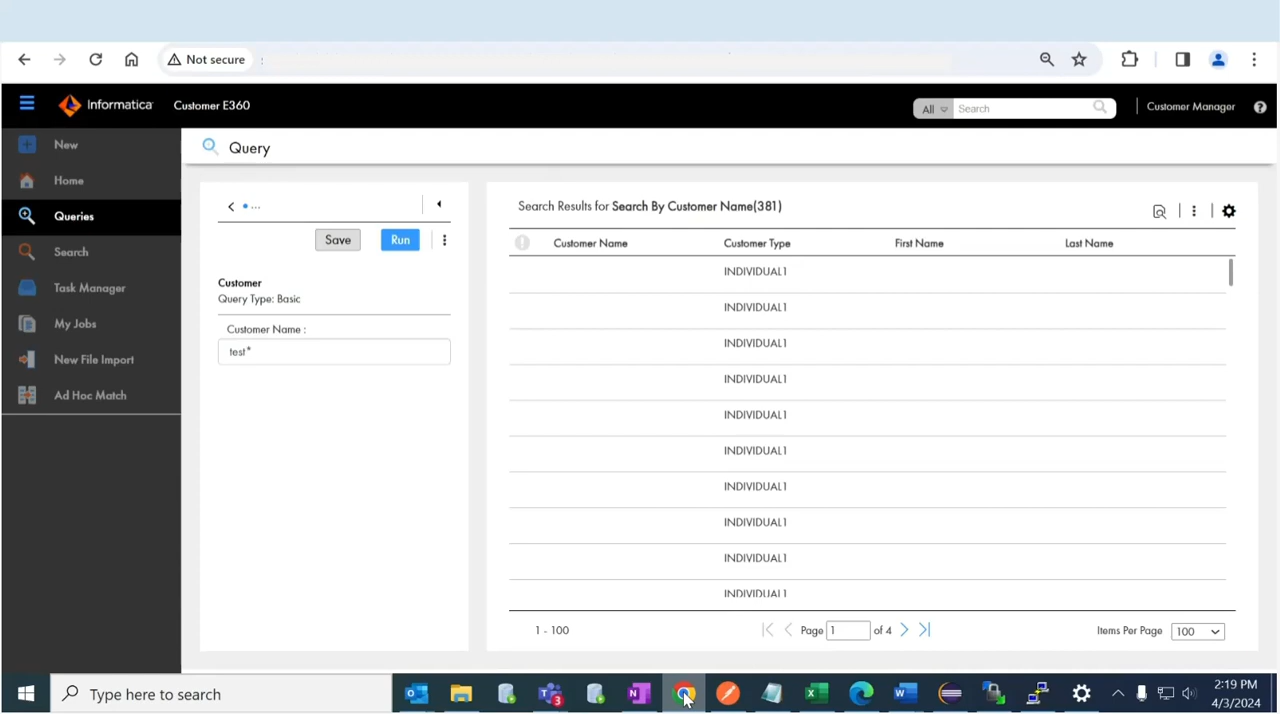 Not secure
Informatica
Customer E360
All
Search
Customer Manager
?
New
Home
Queries
Search
Task Manager
My Jobs
New File Import
Ad Hoc Match
Query
...
Save
Run
Customer
Query Type: Basic
Customer Name :
test*
Search Results for Search By Customer Name(381)
Customer Name Customer Type First Name Last Name
INDIVIDUAL1
INDIVIDUAL1
INDIVIDUAL1
INDIVIDUAL1
INDIVIDUAL1
INDIVIDUAL1
INDIVIDUAL1
INDIVIDUAL1
INDIVIDUAL1
INDIVIDUAL1
1 - 100
Page 1 of 4
Items Per Page 100
Type here to search
3
2:19 PM
4/3/2024